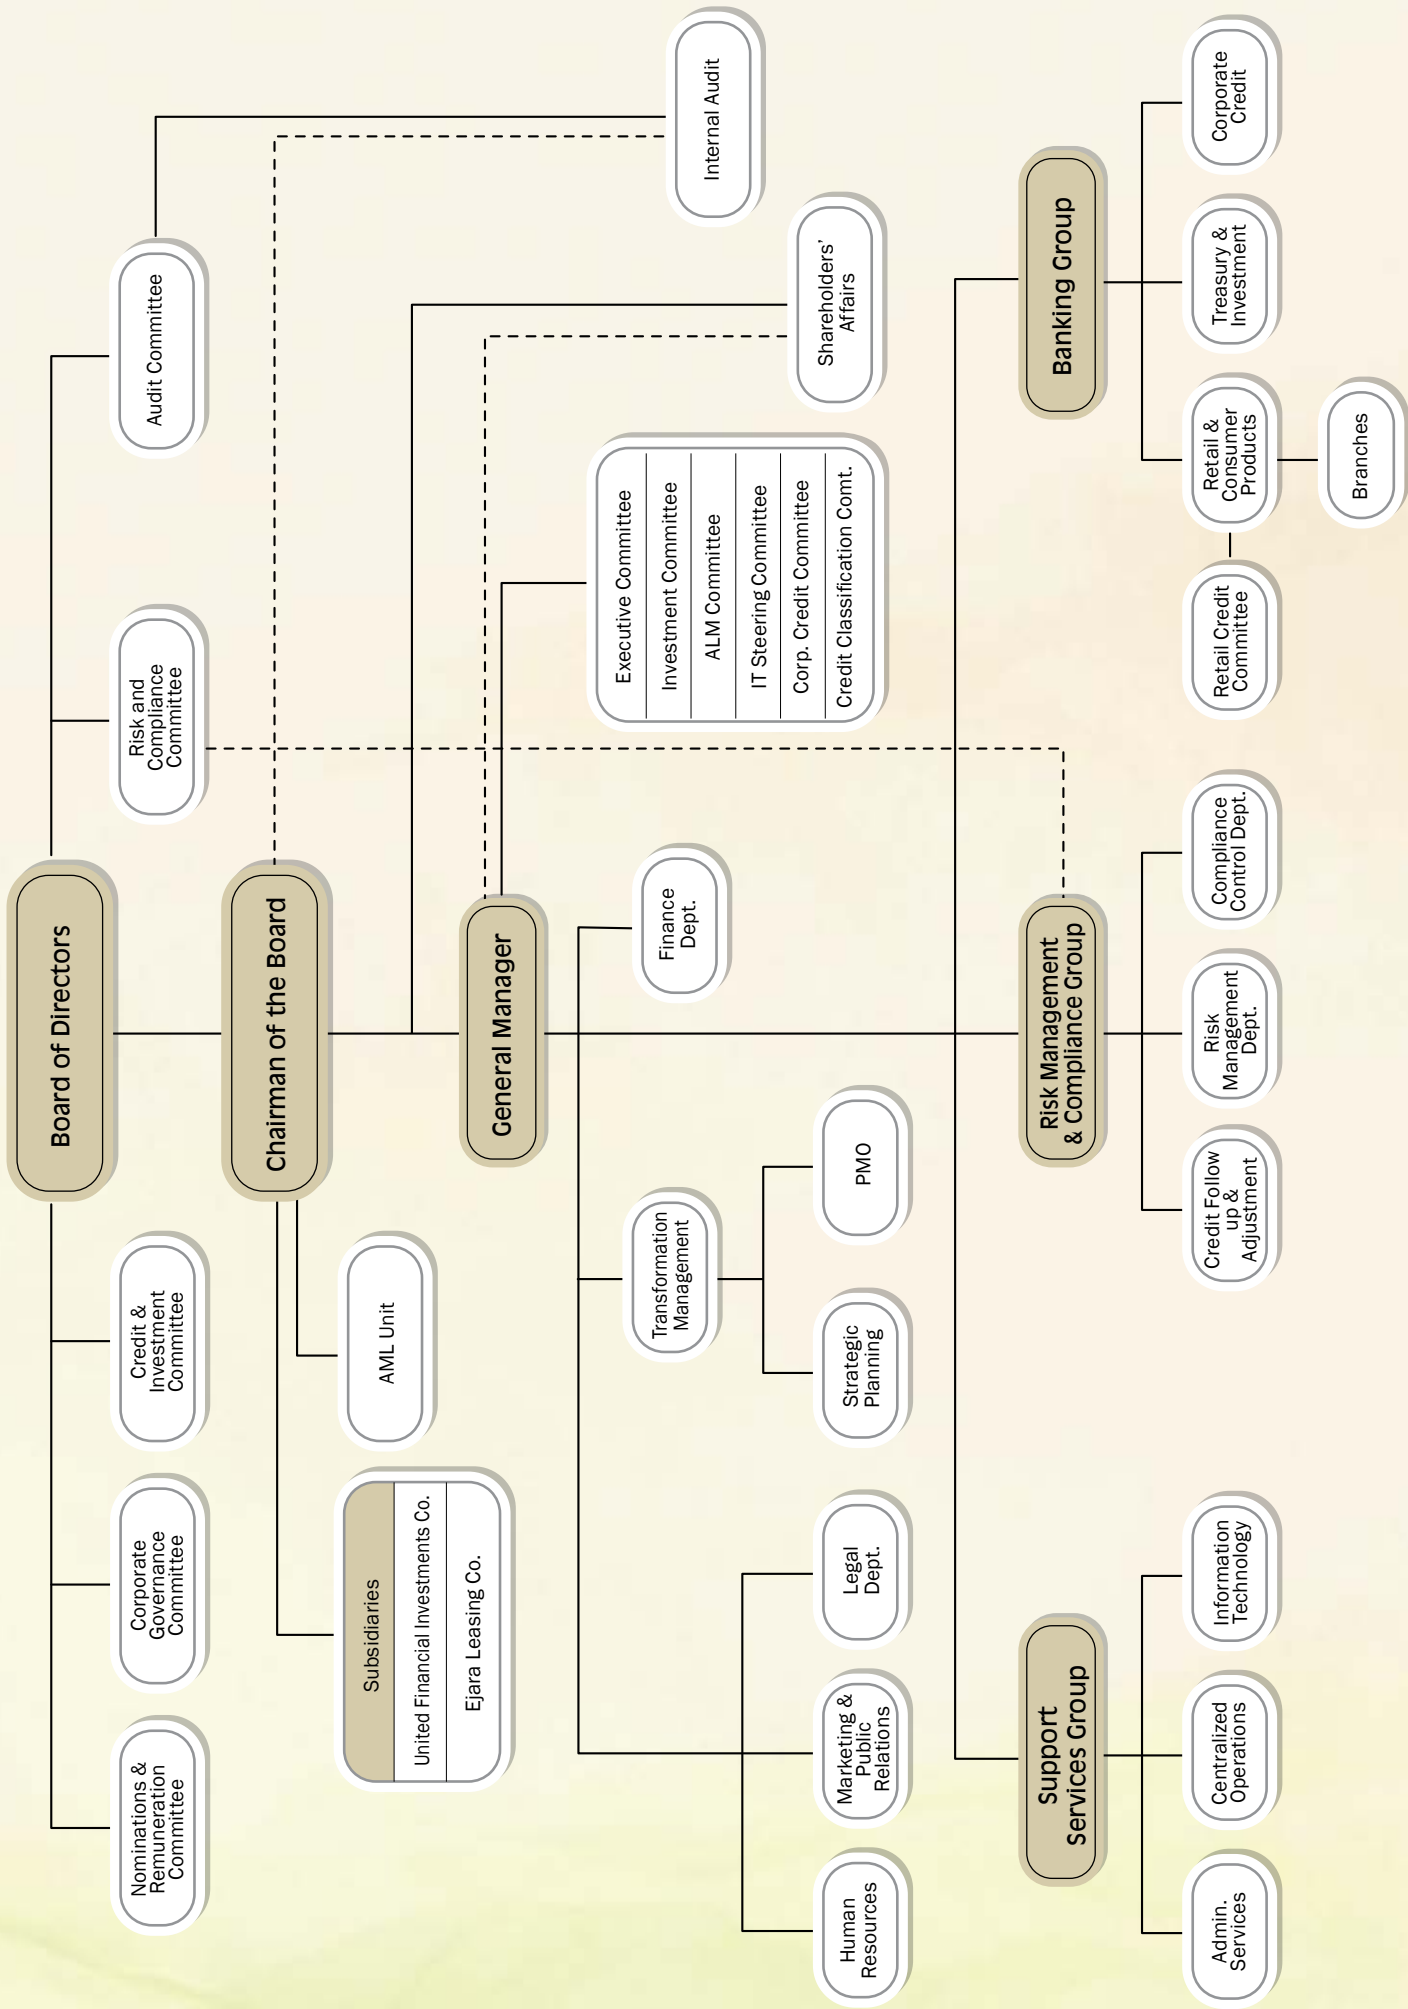 Board of Directors
Nominations &
Remuneration
Committee
Corporate
Governance
Committee
Credit &
Investment
Committee
Risk and
Compliance
Committee
Audit Committee
Chairman of the Board
Subsidiaries
United Financial Investments Co.
Ejara Leasing Co.
AML Unit
General Manager
Executive Committee
Investment Committee
ALM Committee
IT Steering Committee
Corp. Credit Committee
Credit Classification Comt.
Internal Audit
Shareholders'
Affairs
Transformation
Management
Finance
Dept.
Human
Resources
Marketing &
Public
Relations
Legal
Dept.
Strategic
Planning
PMO
Support
Services Group
Risk Management
& Compliance Group
Banking Group
Admin.
Services
Centralized
Operations
Information
Technology
Credit Follow
up &
Adjustment
Risk
Management
Dept.
Compliance
Control Dept.
Retail Credit
Committee
Retail &
Consumer
Products
Treasury &
Investment
Corporate
Credit
Branches